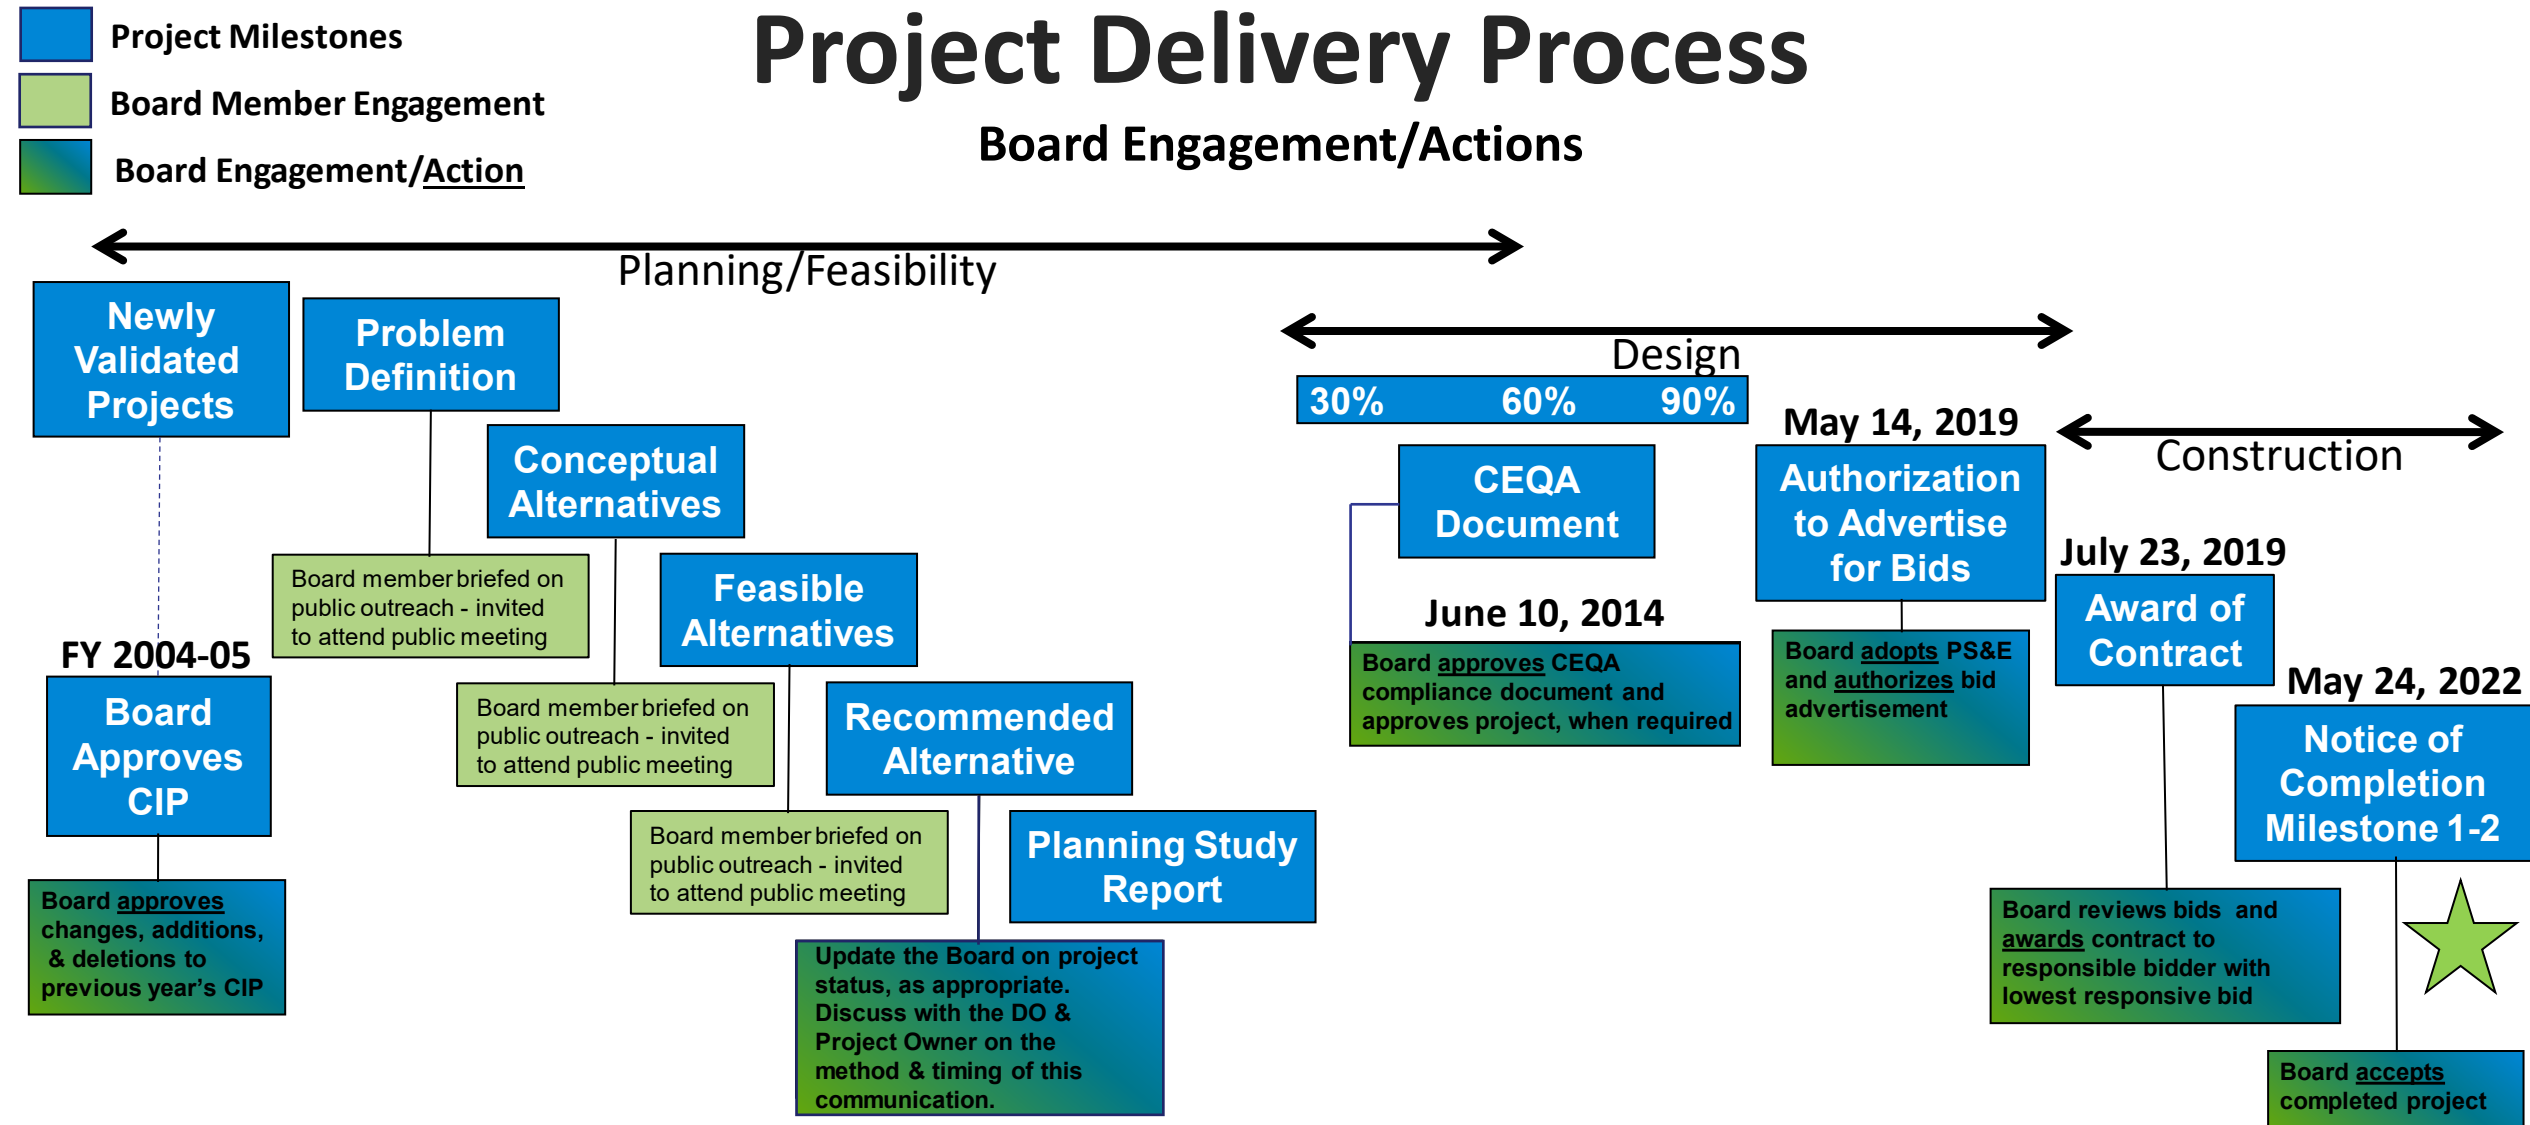 Project Milestones
Board Member Engagement
Board Engagement/Action
Project Delivery Process
Board Engagement/Actions
Planning/Feasibility
Newly
Validated
Projects
FY 2004-05
Board
Approves
CIP
Board approves
changes, additions,
& deletions to
previous year’s CIP
Problem
Definition
Board member briefed on
public outreach - invited
to attend public meeting
Conceptual
Alternatives
Board member briefed on
public outreach - invited
to attend public meeting
Feasible
Alternatives
Board member briefed on
public outreach - invited
to attend public meeting
Recommended
Alternative
Update the Board on project
status, as appropriate.
Discuss with the DO &
Project Owner on the
method & timing of this
communication.
Planning Study
Report
Design
30% 60% 90%
CEQA
Document
June 10, 2014
Board approves CEQA
compliance document and
approves project, when required
May 14, 2019
Authorization
to Advertise
for Bids
Board adopts PS&E
and authorizes bid
advertisement
Construction
July 23, 2019
Award of
Contract
Board reviews bids and
awards contract to
responsible bidder with
lowest responsive bid
May 24, 2022
Notice of
Completion
Milestone 1-2
Board accepts
completed project